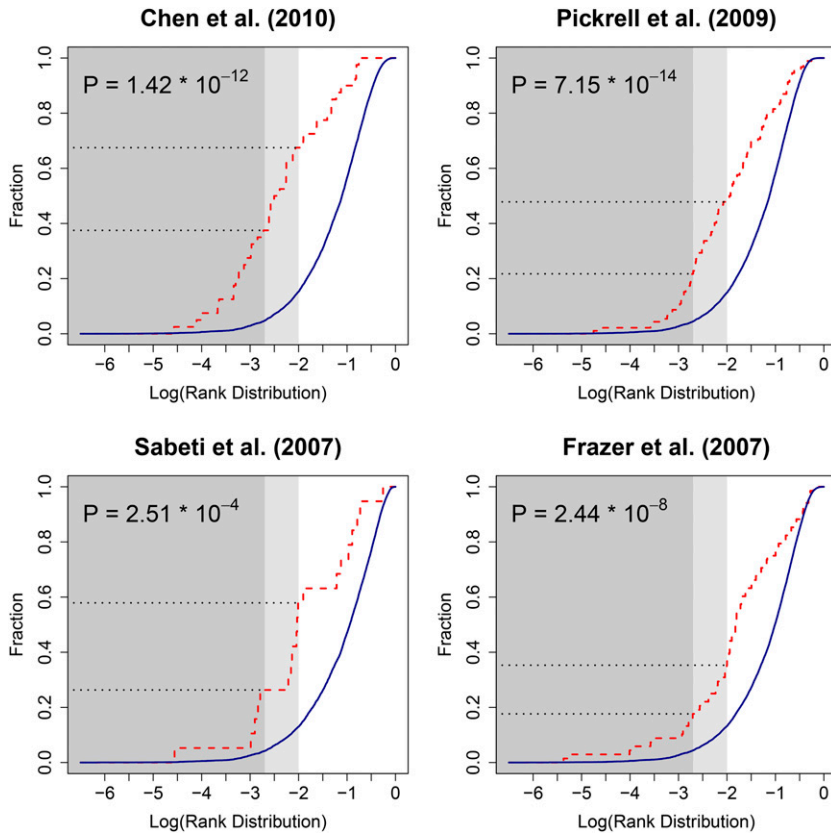 Chen et al. (2010)
P = 1.42 * 10⁻¹²
Fraction
0.0 0.2 0.4 0.6 0.8 1.0
−6 −5 −4 −3 −2 −1 0
Log(Rank Distribution)
Pickrell et al. (2009)
P = 7.15 * 10⁻¹⁴
Fraction
0.0 0.2 0.4 0.6 0.8 1.0
−6 −5 −4 −3 −2 −1 0
Log(Rank Distribution)
Sabeti et al. (2007)
P = 2.51 * 10⁻⁴
Fraction
0.0 0.2 0.4 0.6 0.8 1.0
−6 −5 −4 −3 −2 −1 0
Log(Rank Distribution)
Frazer et al. (2007)
P = 2.44 * 10⁻⁸
Fraction
0.0 0.2 0.4 0.6 0.8 1.0
−6 −5 −4 −3 −2 −1 0
Log(Rank Distribution)